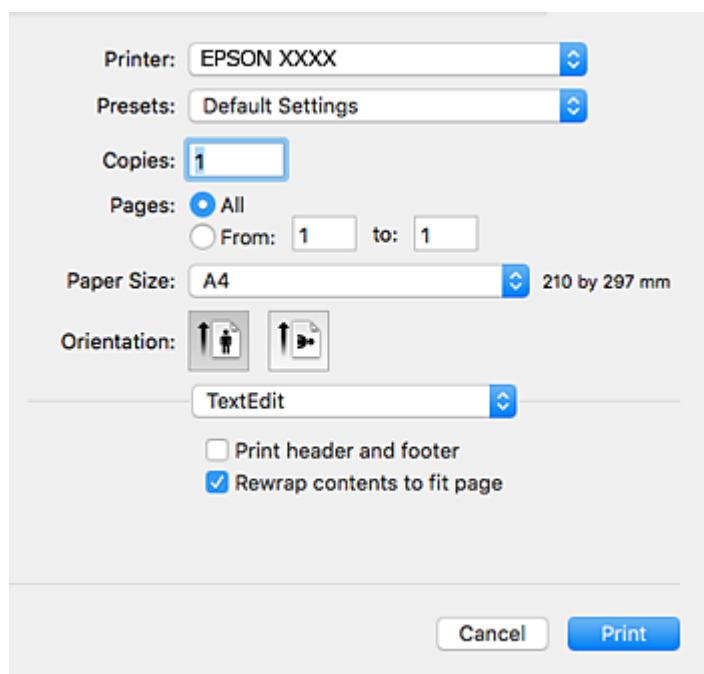 Printer: EPSON XXXX
Presets: Default Settings
Copies: 1
Pages: All
From: 1 to: 1
Paper Size: A4 210 by 297 mm
Orientation:
TextEdit
Print header and footer
Rewrap contents to fit page
Cancel Print